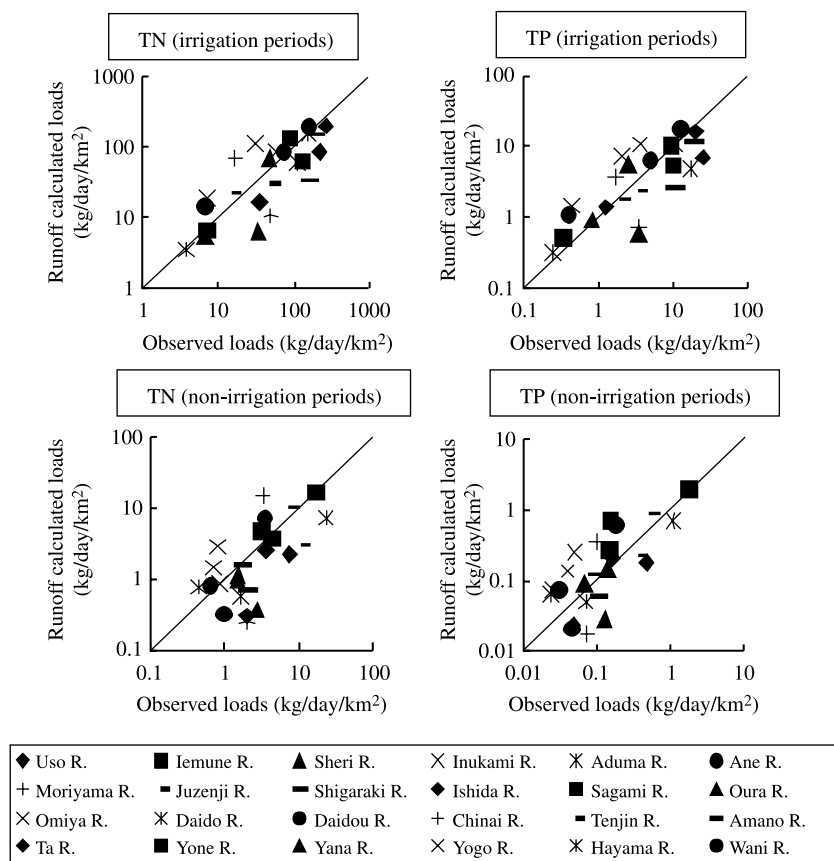 TN (irrigation periods)
TP (irrigation periods)
Runoff calculated loads
(kg/day/km²)
1000
100
10
1
1
10
100
1000
Observed loads (kg/day/km²)
Runoff calculated loads
(kg/day/km²)
100
10
1
0.1
0.1
1
10
100
Observed loads (kg/day/km²)
TN (non-irrigation periods)
TP (non-irrigation periods)
Runoff calculated loads
(kg/day/km²)
100
10
1
0.1
0.1
1
10
100
Observed loads (kg/day/km²)
Runoff calculated loads
(kg/day/km²)
10
1
0.1
0.01
0.01
0.1
1
10
Observed loads (kg/day/km²)
Uso R. Iemune R. Sheri R. Inukami R. Aduma R. Ane R.
Moriyama R. Juzenji R. Shigaraki R. Ishida R. Sagami R. Oura R.
Omiya R. Daido R. Daidou R. Chinai R. Tenjin R. Amano R.
Ta R. Yone R. Yana R. Yogo R. Hayama R. Wani R.